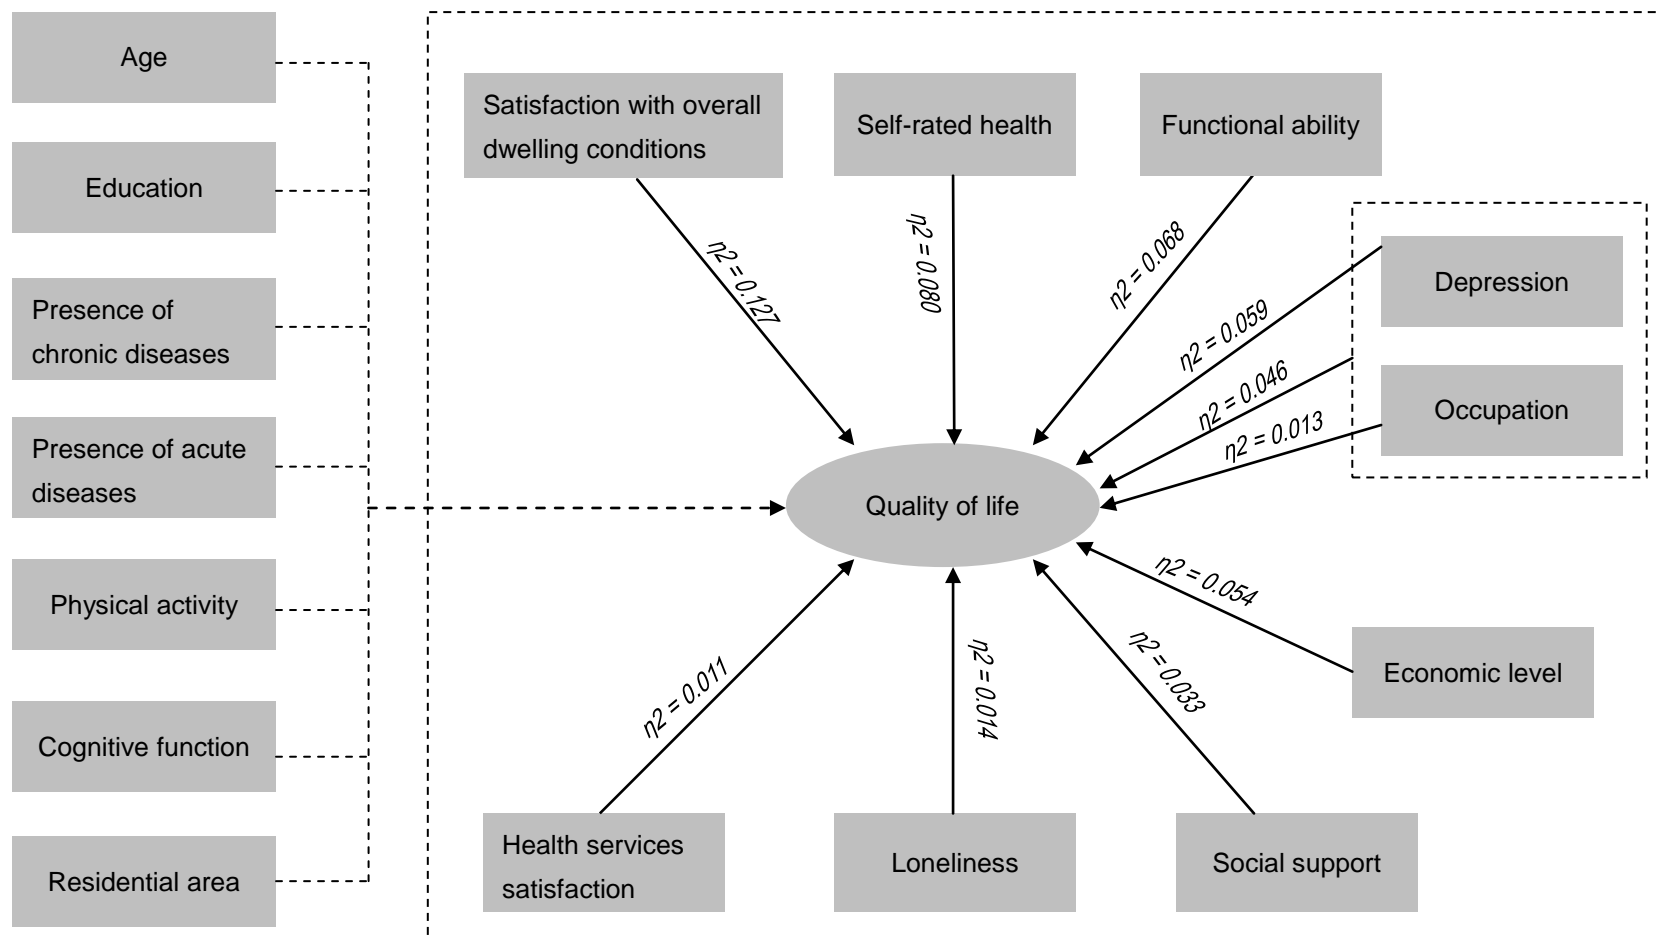 Age
Education
Presence of
chronic diseases
Presence of acute
diseases
Physical activity
Cognitive function
Residential area
Satisfaction with overall
dwelling conditions
Self-rated health
Functional ability
η2 = 0.127
η2 = 0.080
η2 = 0.068
η2 = 0.059
η2 = 0.046
η2 = 0.013
Depression
Occupation
Quality of life
η2 = 0.054
η2 = 0.033
η2 = 0.014
η2 = 0.011
Economic level
Health services
satisfaction
Loneliness
Social support